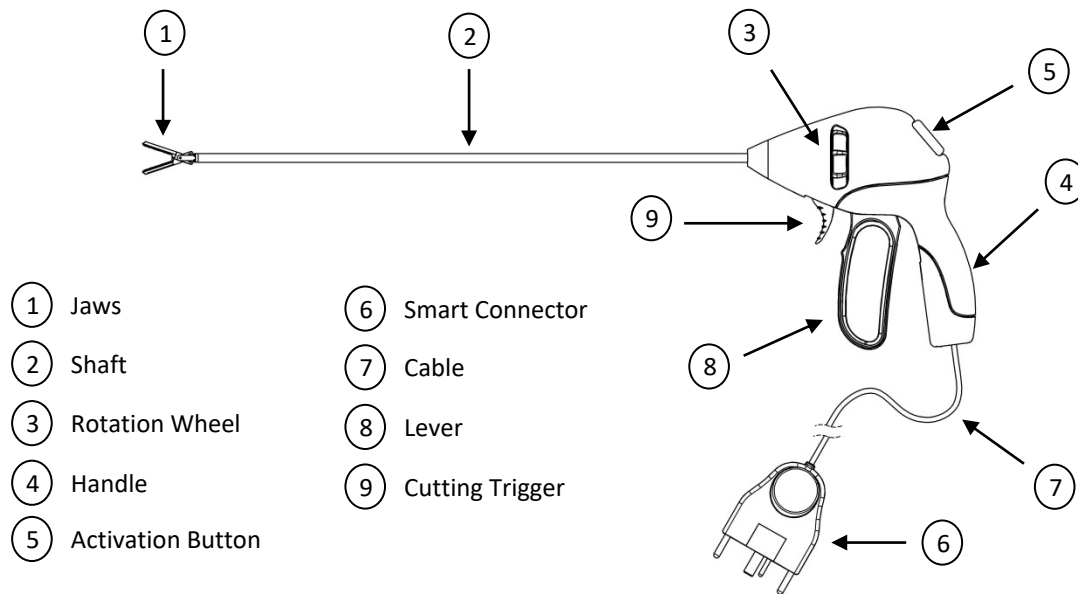 1
2
3
5
4
9
8
7
6
1 Jaws
2 Shaft
3 Rotation Wheel
4 Handle
5 Activation Button
6 Smart Connector
7 Cable
8 Lever
9 Cutting Trigger